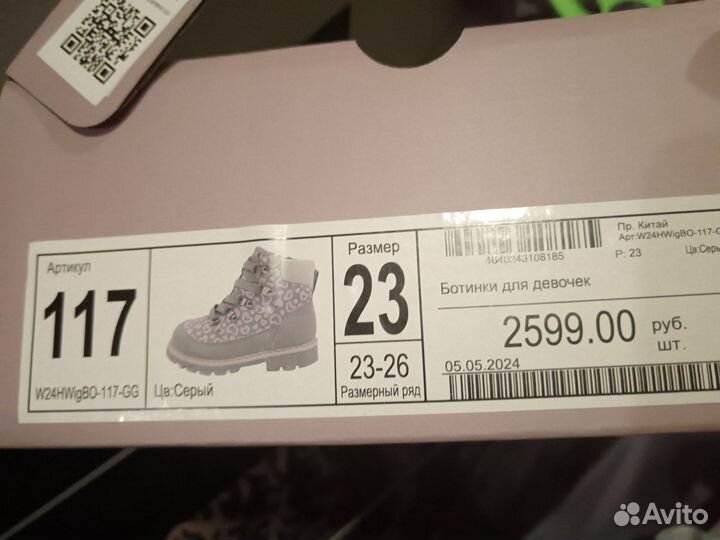 Артикул
117
W24HWigBO-117-GG
Цв:Серый
Размер
23
23-26
Размерный ряд
4640243108185
Пр. Китай
Арт:W24HWigBO-117-G
Р: 23
Цв:Серы
Ботинки для девочек
2599.00 руб.
шт.
05.05.2024
Avito